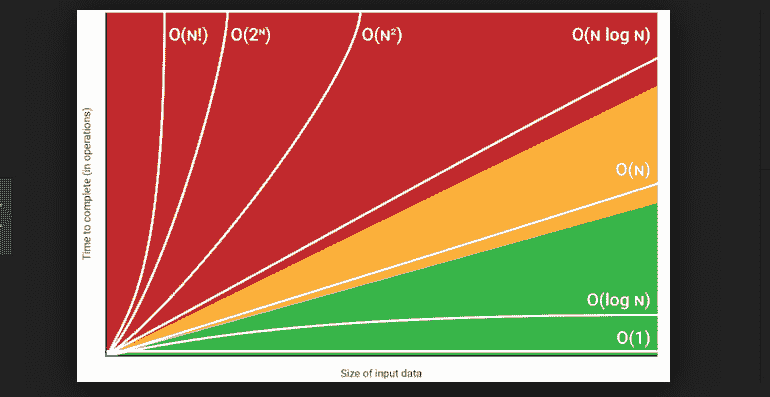 O(N!)
O(2ᴺ)
O(N²)
O(N log N)
O(N)
O(log N)
O(1)
Time to complete (in operations)
Size of input data